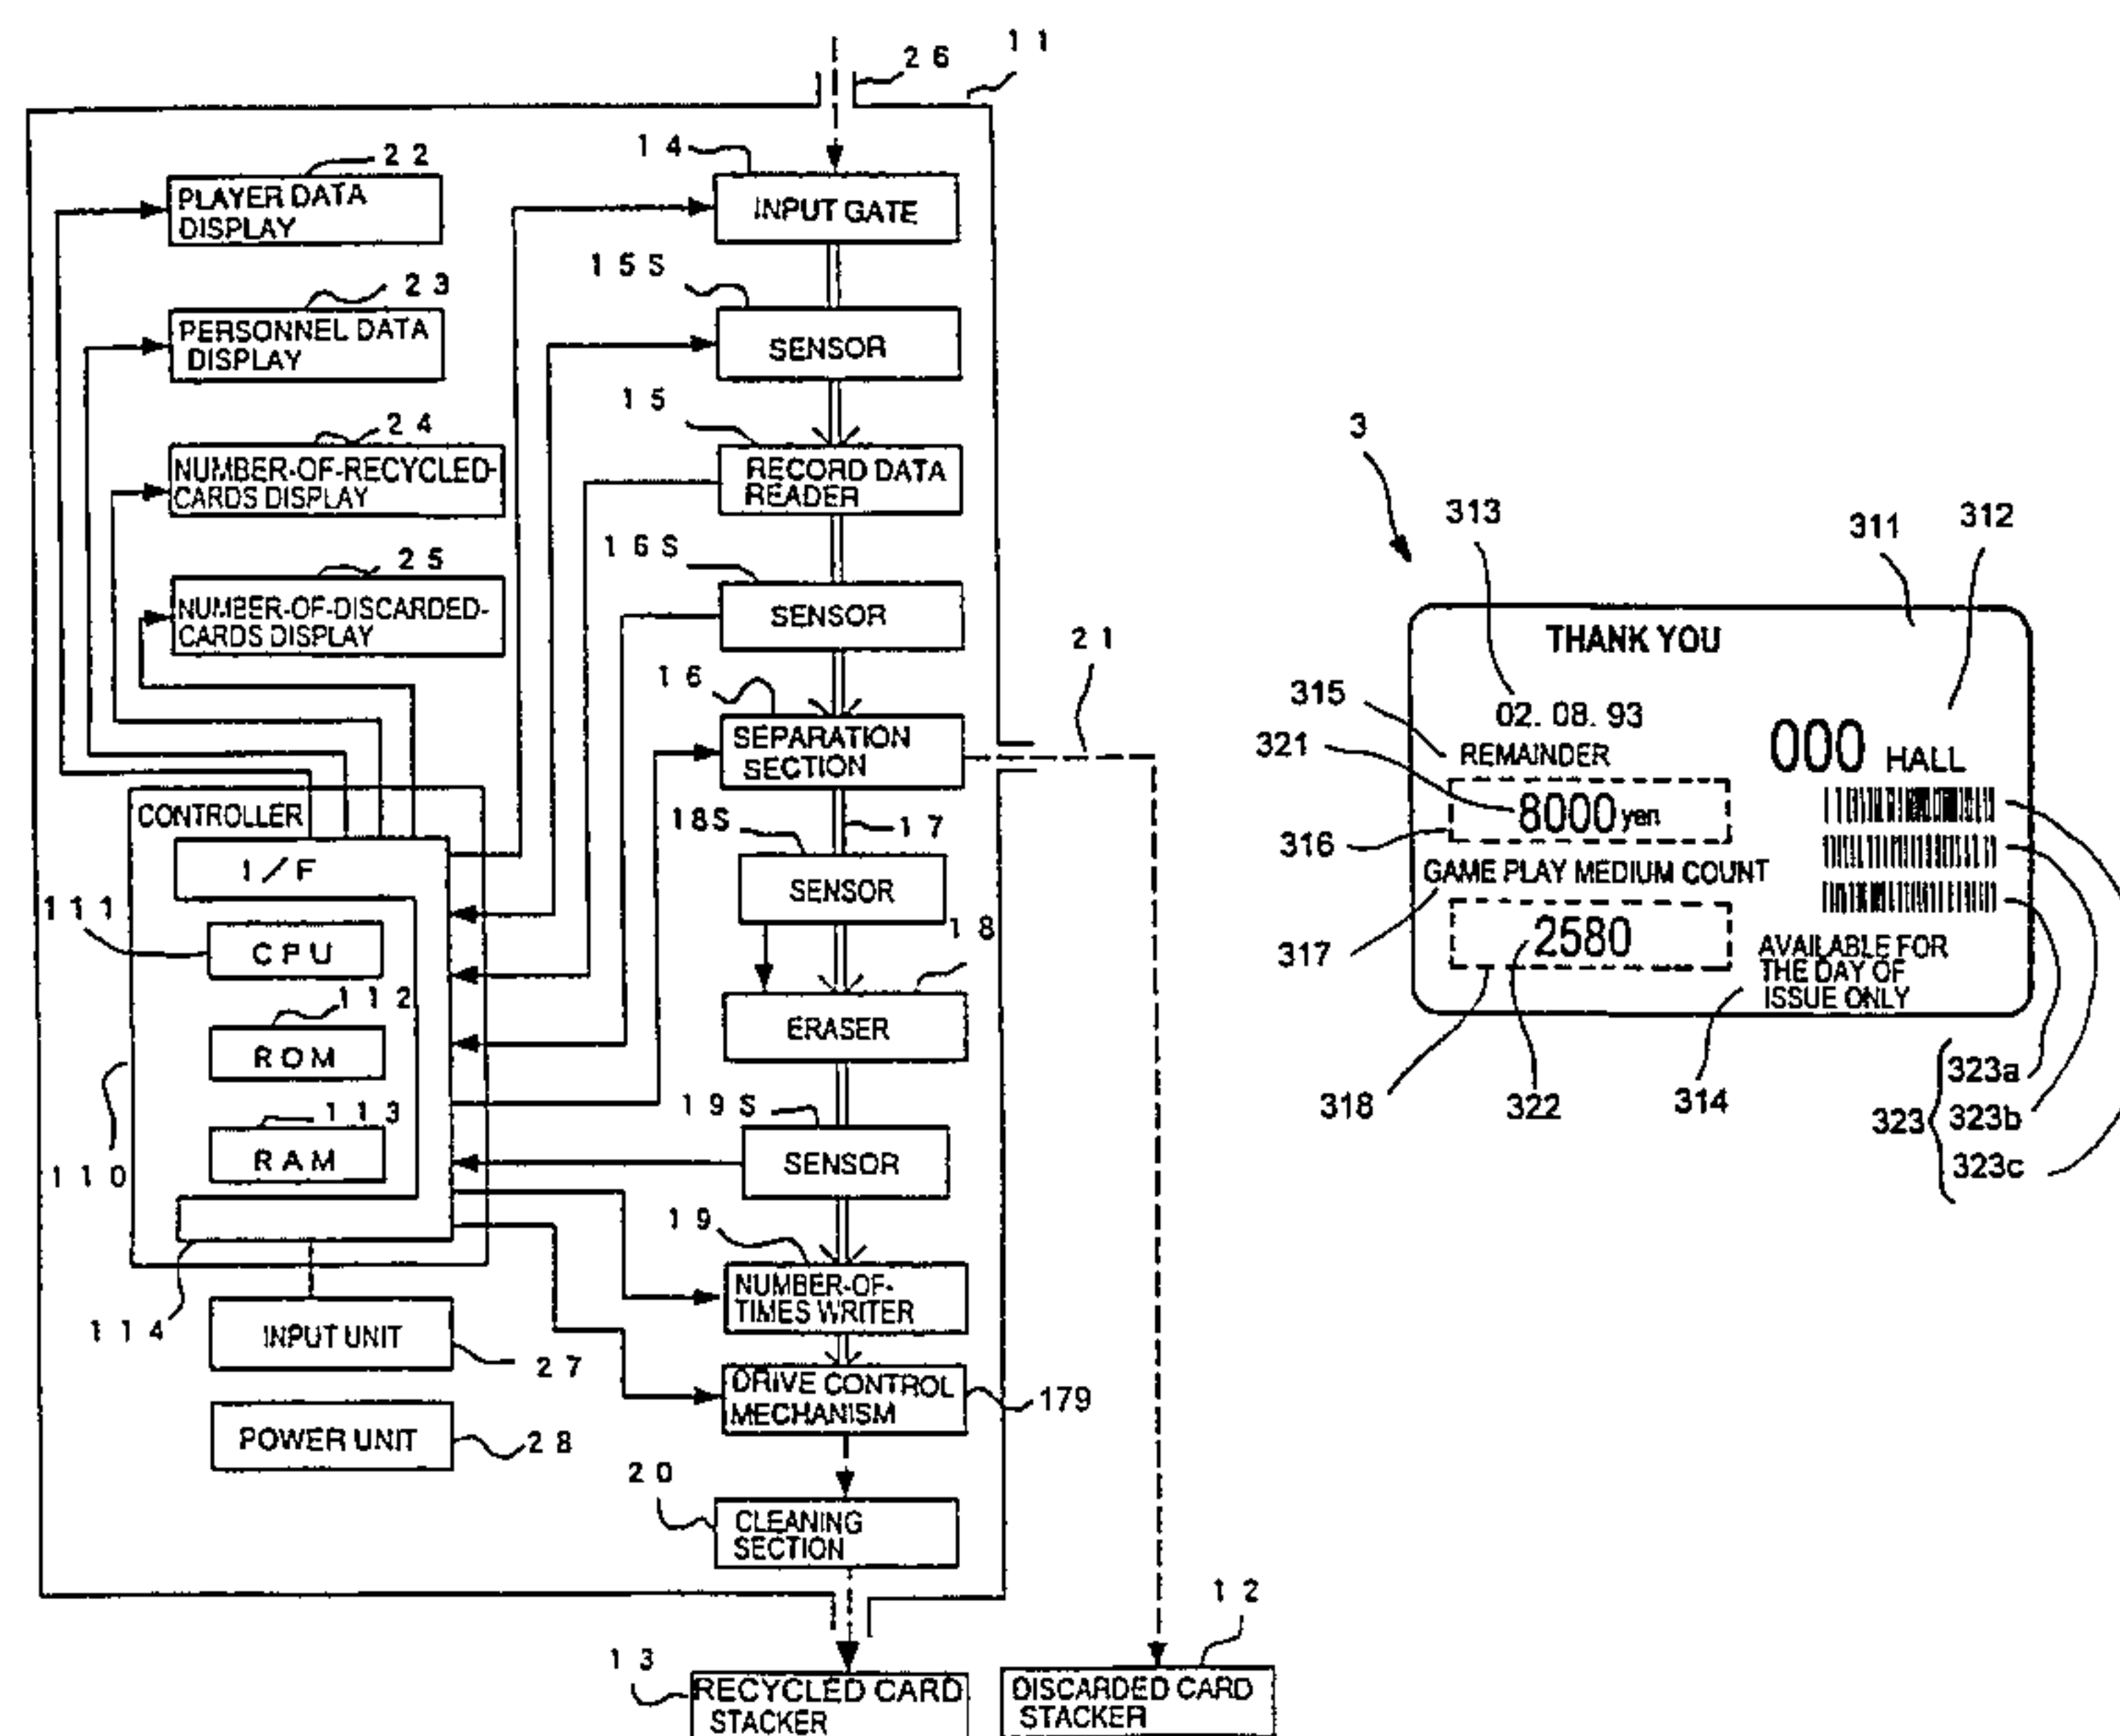 26
11
22
PLAYER DATA
DISPLAY
14
INPUT GATE
23
PERSONNEL DATA
DISPLAY
15S
SENSOR
24
NUMBER-OF-RECYCLED-
CARDS DISPLAY
15
RECORD DATA
READER
25
NUMBER-OF-DISCARDED-
CARDS DISPLAY
16S
SENSOR
16
SEPARATION
SECTION
21
17
CONTROLLER
I/F
111
CPU
112
ROM
113
RAM
110
114
INPUT UNIT
27
POWER UNIT
28
18S
SENSOR
18
ERASER
19S
SENSOR
19
NUMBER-OF-
TIMES WRITER
DRIVE CONTROL
MECHANISM
179
20
CLEANING
SECTION
13
RECYCLED CARD
STACKER
12
DISCARDED CARD
STACKER
3
313
311
312
THANK YOU
315
02. 08. 93
321
REMAINDER
000 HALL
8000yen
316
GAME PLAY MEDIUM COUNT
317
2580
AVAILABLE FOR
THE DAY OF
ISSUE ONLY
318
322
314
323
323a
323b
323c